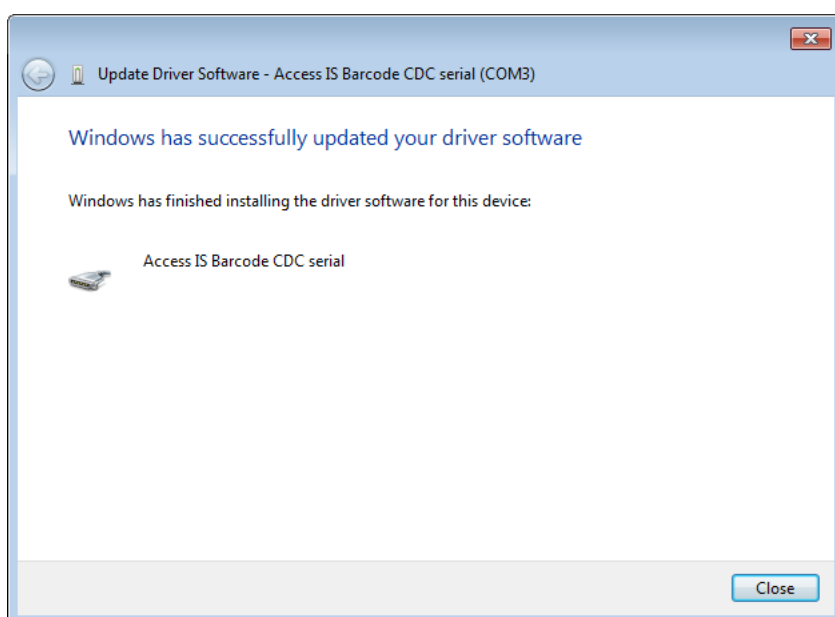 Update Driver Software - Access IS Barcode CDC serial (COM3)
Windows has successfully updated your driver software
Windows has finished installing the driver software for this device:
Access IS Barcode CDC serial
Close